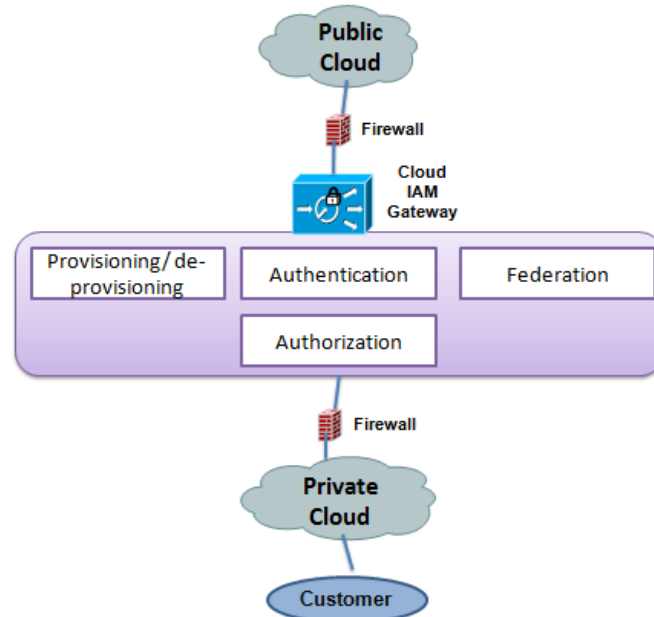 Public
Cloud
Firewall
Cloud
IAM
Gateway
Provisioning/ de-
provisioning
Authentication
Federation
Authorization
Firewall
Private
Cloud
Customer